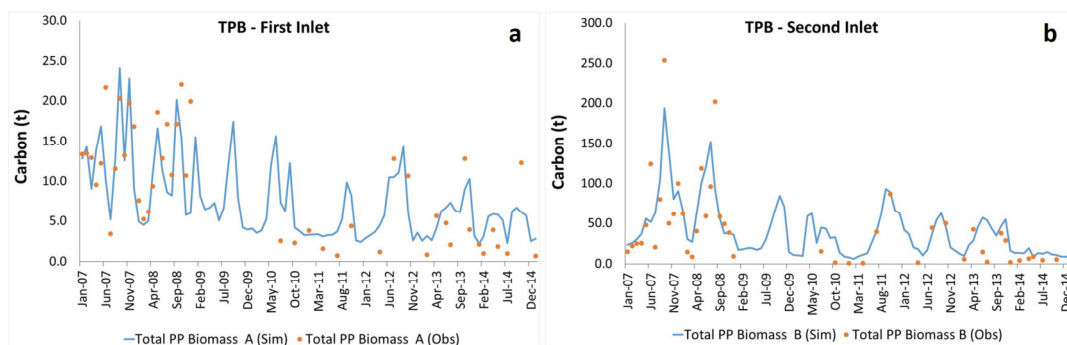 TPB - First Inlet
a
Carbon (t)
30.0
25.0
20.0
15.0
10.0
5.0
0.0
Jan-07
Jun-07
Nov-07
Apr-08
Sep-08
Feb-09
Jul-09
Dec-09
May-10
Oct-10
Mar-11
Aug-11
Jan-12
Jun-12
Nov-12
Apr-13
Sep-13
Feb-14
Jul-14
Dec-14
Total PP Biomass A (Sim)
Total PP Biomass A (Obs)
TPB - Second Inlet
b
Carbon (t)
300.0
250.0
200.0
150.0
100.0
50.0
0.0
Jan-07
Jun-07
Nov-07
Apr-08
Sep-08
Feb-09
Jul-09
Dec-09
May-10
Oct-10
Mar-11
Aug-11
Jan-12
Jun-12
Nov-12
Apr-13
Sep-13
Feb-14
Jul-14
Dec-14
Total PP Biomass B (Sim)
Total PP Biomass B (Obs)